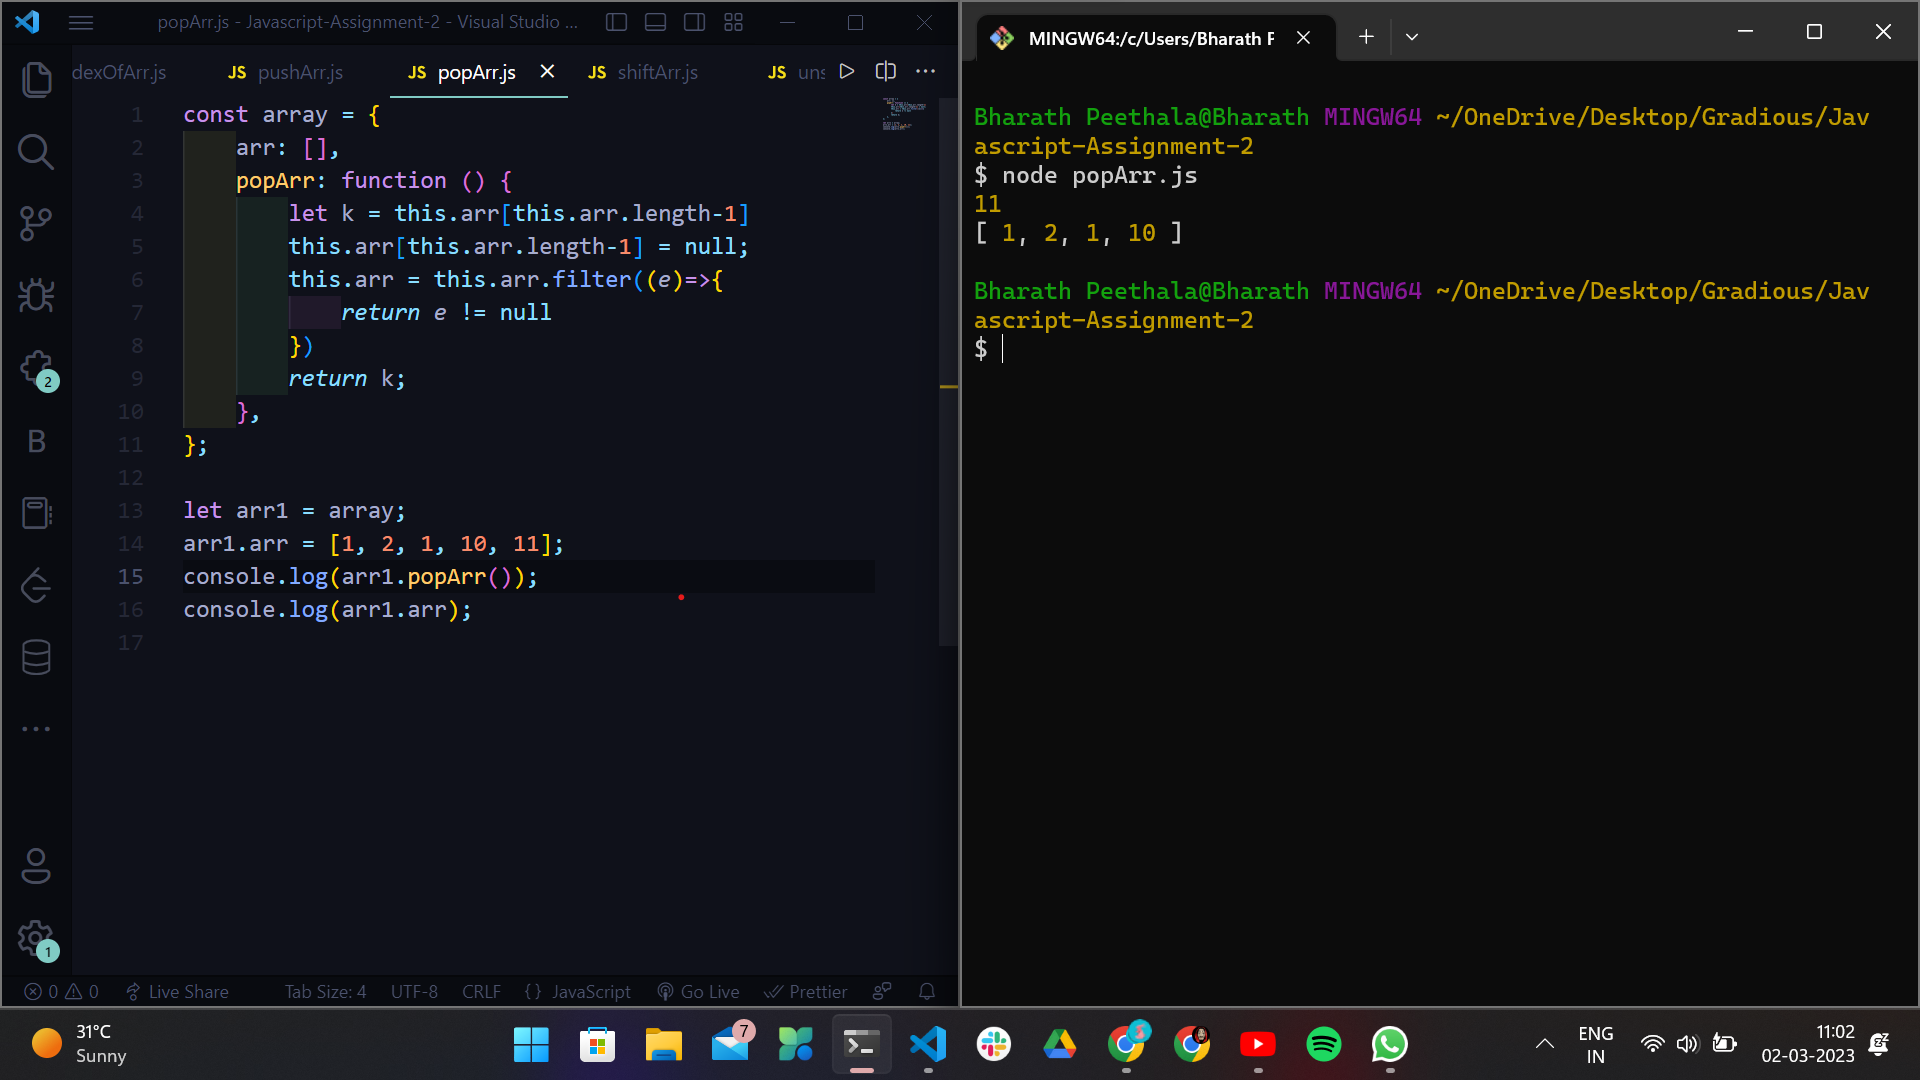 popArr.js - Javascript-Assignment-2 - Visual Studio ...
dexOfArr.js
JS pushArr.js
JS popArr.js
JS shiftArr.js
JS uns
1 const array = {
2 arr: [],
3 popArr: function () {
4 let k = this.arr[this.arr.length-1]
5 this.arr[this.arr.length-1] = null;
6 this.arr = this.arr.filter((e)=>{
7 return e != null
8 })
9 return k;
10 },
11 };
12
13 let arr1 = array;
14 arr1.arr = [1, 2, 1, 10, 11];
15 console.log(arr1.popArr());
16 console.log(arr1.arr);
17
2
B
1
0 0 Live Share Tab Size: 4 UTF-8 CRLF {} JavaScript Go Live Prettier
MINGW64:/c/Users/Bharath P
Bharath Peethala@Bharath MINGW64 ~/OneDrive/Desktop/Gradious/Jav
ascript-Assignment-2
$ node popArr.js
11
[ 1, 2, 1, 10 ]
Bharath Peethala@Bharath MINGW64 ~/OneDrive/Desktop/Gradious/Jav
ascript-Assignment-2
$
31°C
Sunny
7
ENG
IN
11:02
02-03-2023